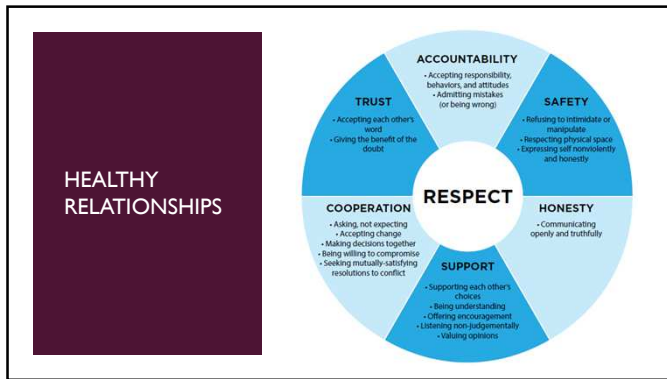 HEALTHY
RELATIONSHIPS
ACCOUNTABILITY
• Accepting responsibility,
behaviors, and attitudes
• Admitting mistakes
(or being wrong)
SAFETY
• Refusing to intimidate or
manipulate
• Respecting physical space
• Expressing self nonviolently
and honestly
HONESTY
• Communicating
openly and truthfully
SUPPORT
• Supporting each other's
choices
• Being understanding
• Offering encouragement
• Listening non-judgementally
• Valuing opinions
COOPERATION
• Asking, not expecting
• Accepting change
• Making decisions together
• Being willing to compromise
• Seeking mutually-satisfying
resolutions to conflict
TRUST
• Accepting each other's
word
• Giving the benefit of the
doubt
RESPECT